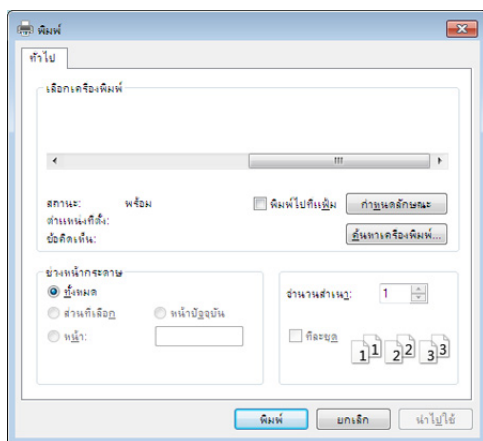 พิมพ์
ทั่วไป
เลือกเครื่องพิมพ์
สถานะ: พร้อม
ตำแหน่งที่ตั้ง:
ข้อคิดเห็น:
พิมพ์ไปที่แฟ้ม
กำหนดลักษณะ
ค้นหาเครื่องพิมพ์...
ช่วงหน้ากระดาษ
ทั้งหมด
ส่วนที่เลือก
หน้าปัจจุบัน
หน้า:
จำนวนสำเนา: 1
ทีละชุด
1 1 2 2 3 3
พิมพ์
ยกเลิก
นำไปใช้